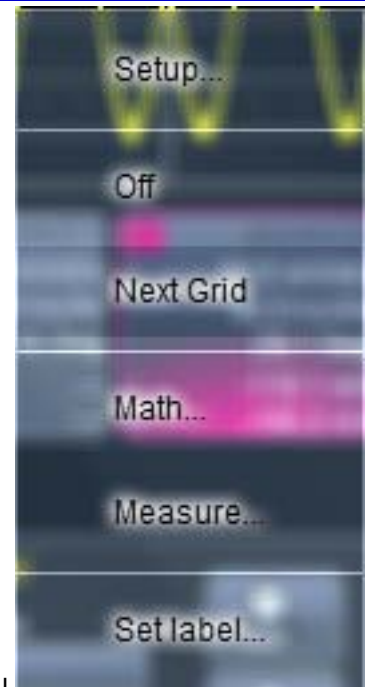 Setup...
Off
Next Grid
Math...
Measure...
Set label...